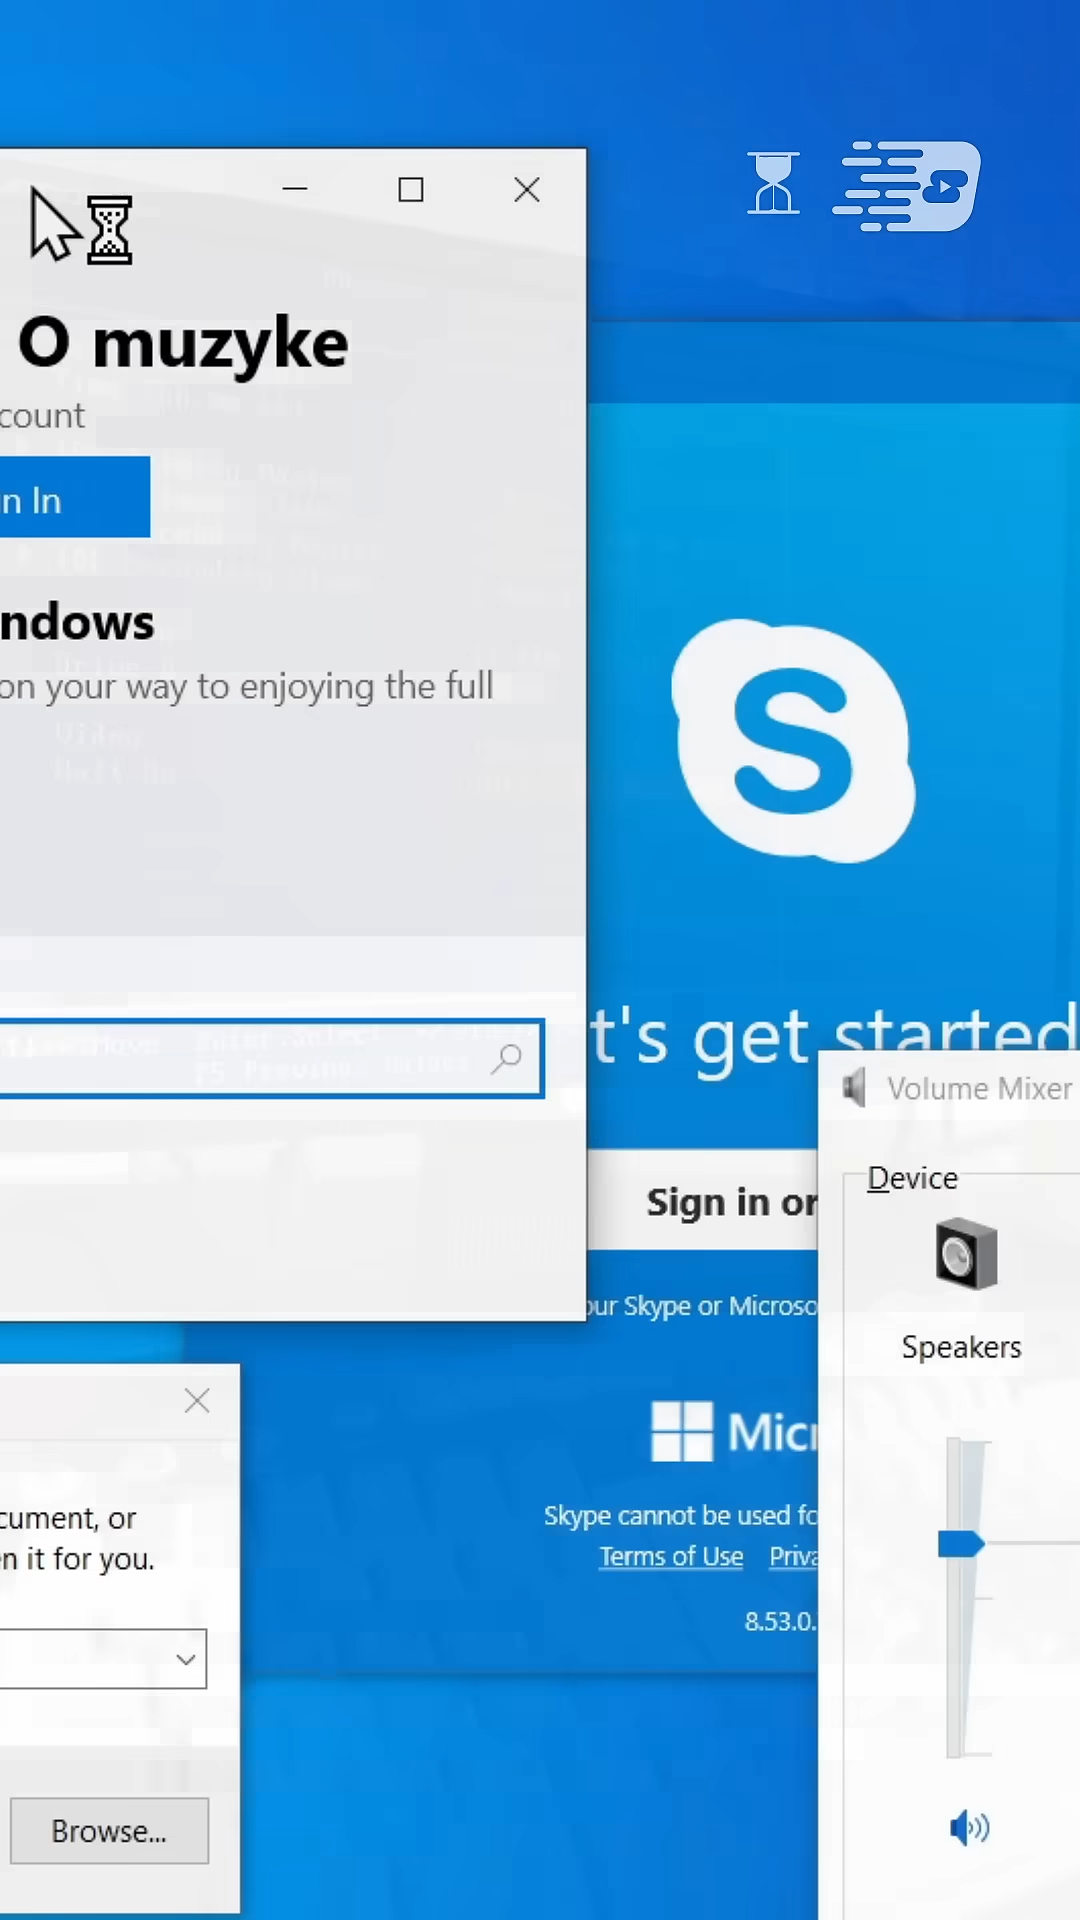 O muzyke
count
n In
ndows
on your way to enjoying the full
t's get started
Volume Mixer
Device
Sign in or
our Skype or Microso
Speakers
Micr
cument, or
n it for you.
Skype cannot be used fo
Terms of Use Priva
8.53.0.
Browse...